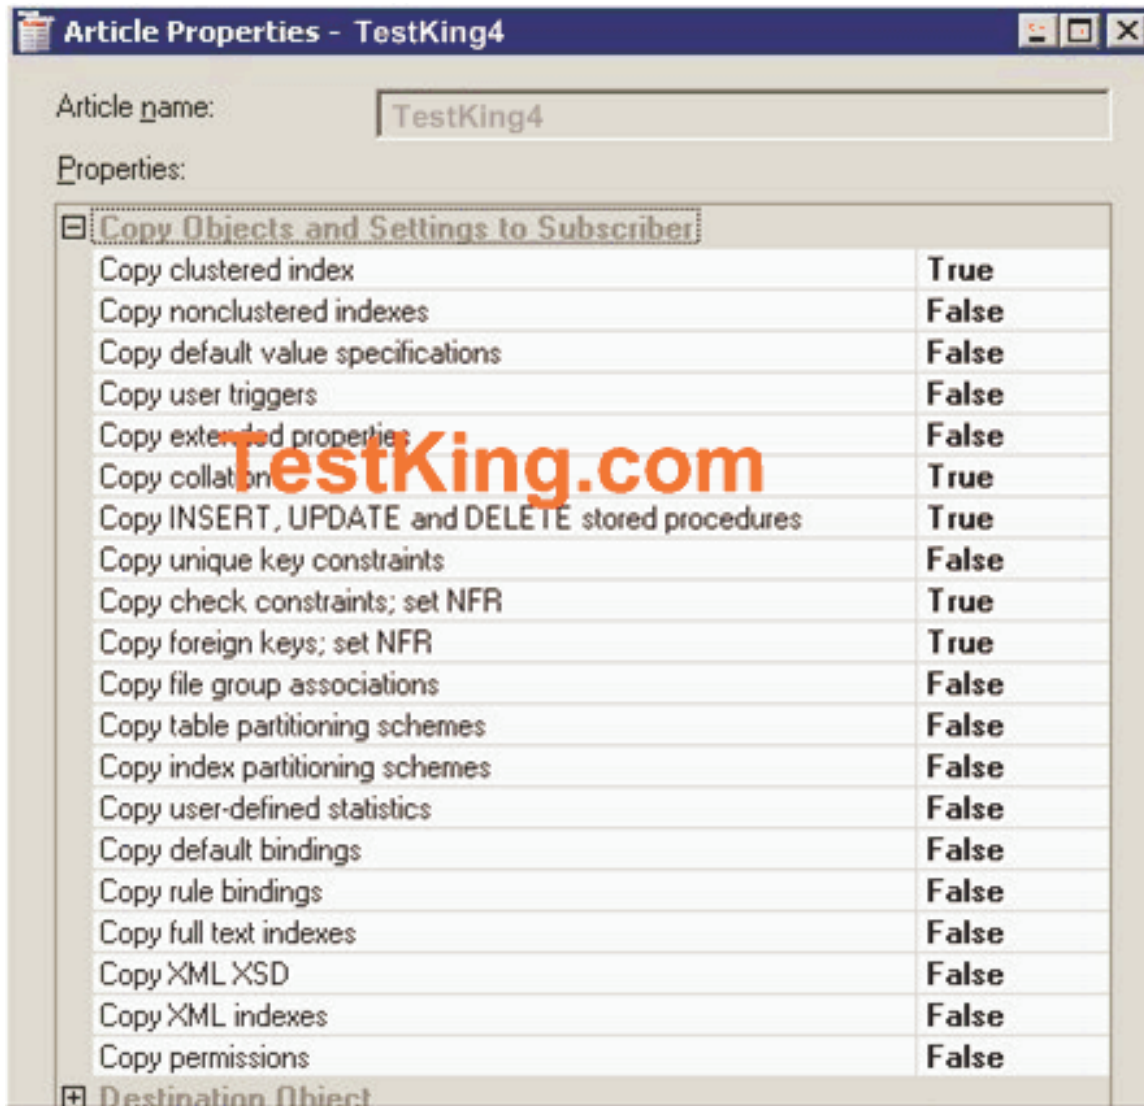 Article Properties - TestKing4
Article name: TestKing4
Properties:
Copy Objects and Settings to Subscriber
Copy clustered index True
Copy nonclustered indexes False
Copy default value specifications False
Copy user triggers False
Copy extended properties False
TestKing.com
Copy collation True
Copy INSERT, UPDATE and DELETE stored procedures True
Copy unique key constraints False
Copy check constraints; set NFR True
Copy foreign keys; set NFR True
Copy file group associations False
Copy table partitioning schemes False
Copy index partitioning schemes False
Copy user-defined statistics False
Copy default bindings False
Copy rule bindings False
Copy full text indexes False
Copy XML XSD False
Copy XML indexes False
Copy permissions False
Destination Object